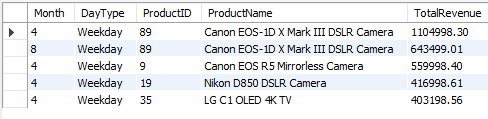 Month DayType ProductID ProductName TotalRevenue
4 Weekday 89 Canon EOS-1D X Mark III DSLR Camera 1104998.30
8 Weekday 89 Canon EOS-1D X Mark III DSLR Camera 643499.01
4 Weekday 9 Canon EOS R5 Mirrorless Camera 559998.40
4 Weekday 19 Nikon D850 DSLR Camera 416998.61
4 Weekday 35 LG C1 OLED 4K TV 403198.56